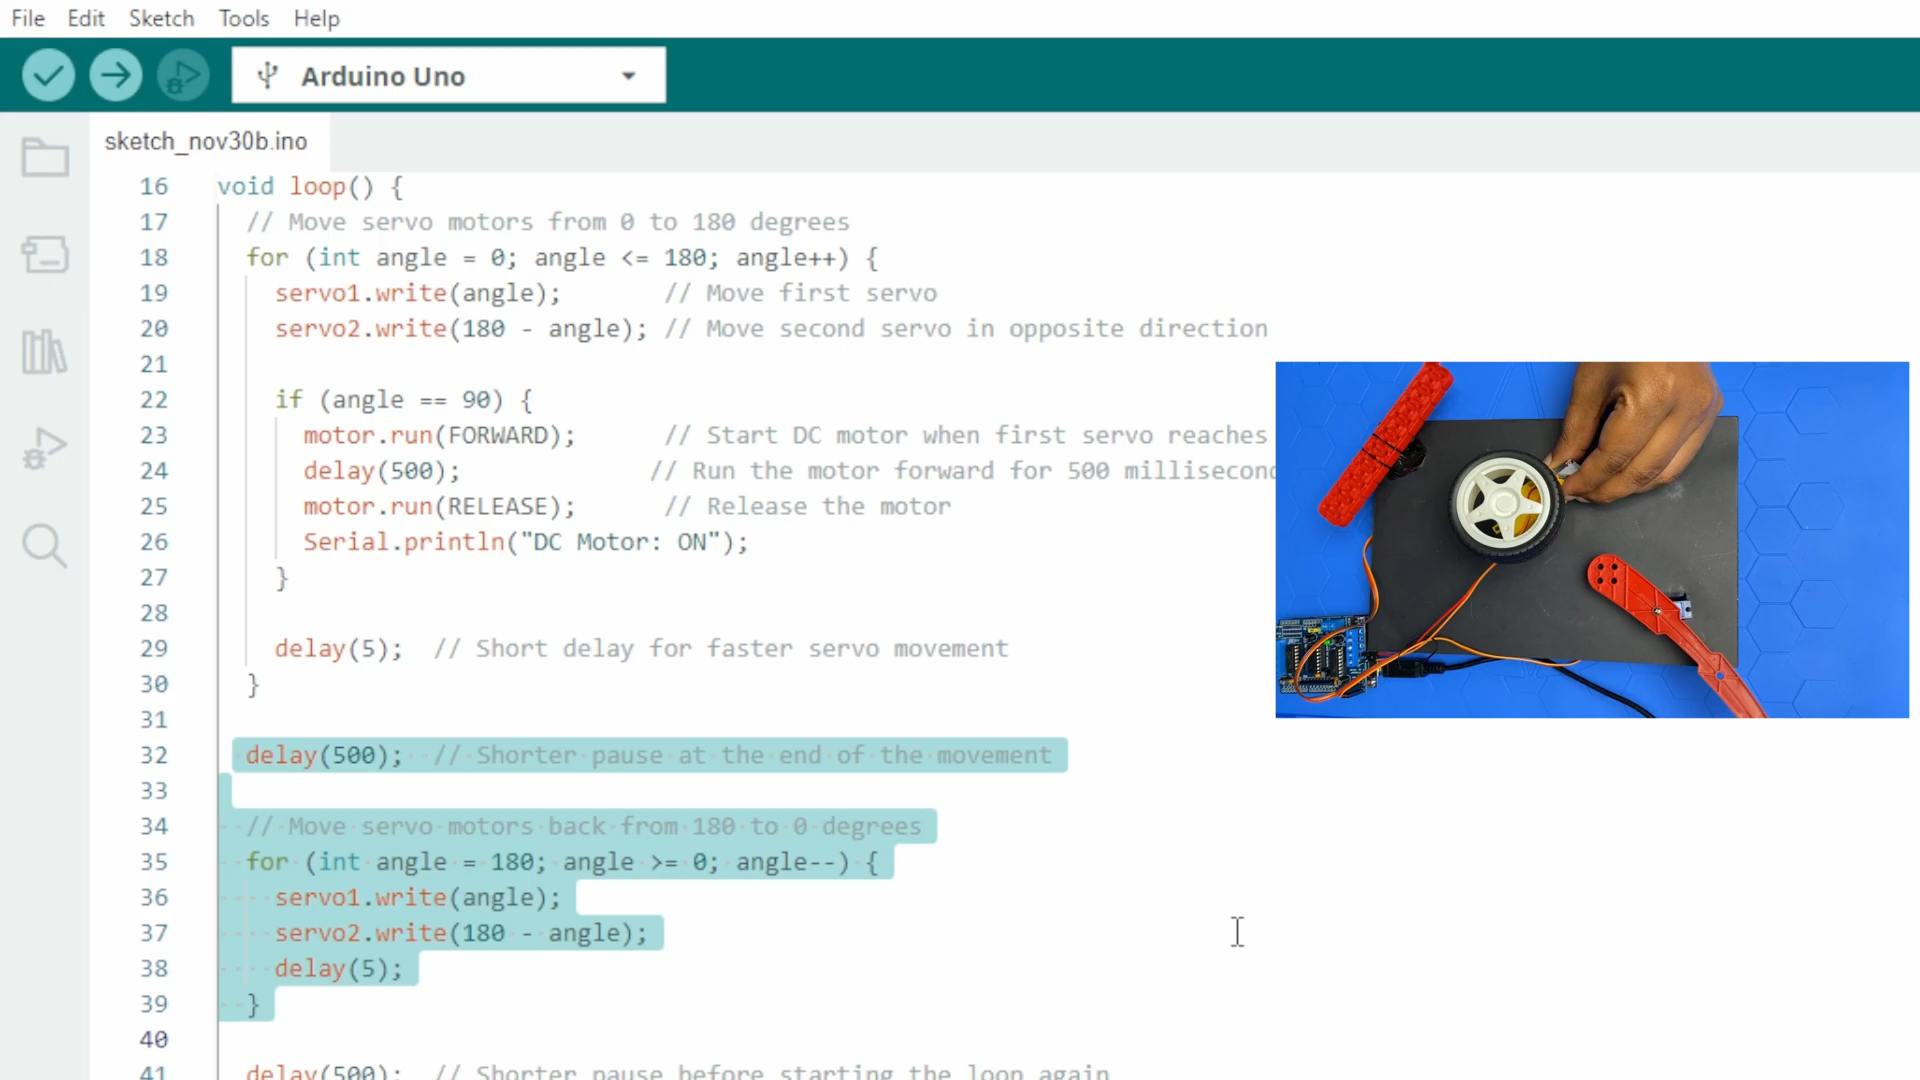 File Edit Sketch Tools Help
Arduino Uno
sketch_nov30b.ino
16 void loop() {
17 // Move servo motors from 0 to 180 degrees
18 for (int angle = 0; angle <= 180; angle++) {
19 servo1.write(angle); // Move first servo
20 servo2.write(180 - angle); // Move second servo in opposite direction
21
22 if (angle == 90) {
23 motor.run(FORWARD); // Start DC motor when first servo reaches
24 delay(500); // Run the motor forward for 500 millisecond
25 motor.run(RELEASE); // Release the motor
26 Serial.println("DC Motor: ON");
27 }
28
29 delay(5); // Short delay for faster servo movement
30 }
31
32 delay(500); // Shorter pause at the end of the movement
33
34 // Move servo motors back from 180 to 0 degrees
35 for (int angle = 180; angle >= 0; angle--) {
36 servo1.write(angle);
37 servo2.write(180 - angle);
38 delay(5);
39 }
40
41 delay(500); // Shorter pause before starting the loop again